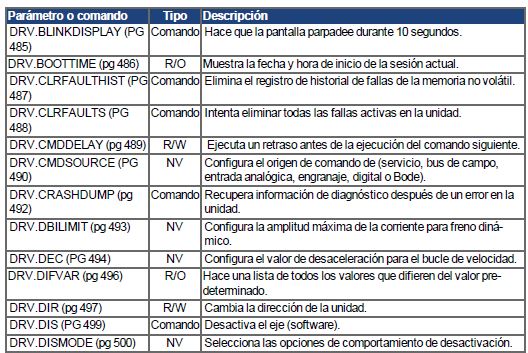 Parámetro o comando Tipo Descripción
DRV.BLINKDISPLAY (PG 485) Comando Hace que la pantalla parpadee durante 10 segundos.
DRV.BOOTTIME (pg 486) R/O Muestra la fecha y hora de inicio de la sesión actual.
DRV.CLRFAULTHIST (PG 487) Comando Elimina el registro de historial de fallas de la memoria no volátil.
DRV.CLRFAULTS (PG 488) Comando Intenta eliminar todas las fallas activas en la unidad.
DRV.CMDDELAY (pg 489) R/W Ejecuta un retraso antes de la ejecución del comando siguiente.
DRV.CMDSOURCE (PG 490) NV Configura el origen de comando de (servicio, bus de campo, entrada analógica, engranaje, digital o Bode).
DRV.CRASHDUMP (pg 492) Comando Recupera información de diagnóstico después de un error en la unidad.
DRV.DBILIMIT (pg 493) NV Configura la amplitud máxima de la corriente para freno dinámico.
DRV.DEC (PG 494) NV Configura el valor de desaceleración para el bucle de velocidad.
DRV.DIFVAR (pg 496) R/O Hace una lista de todos los valores que difieren del valor predeterminado.
DRV.DIR (pg 497) R/W Cambia la dirección de la unidad.
DRV.DIS (PG 499) Comando Desactiva el eje (software).
DRV.DISMODE (pg 500) NV Selecciona las opciones de comportamiento de desactivación.